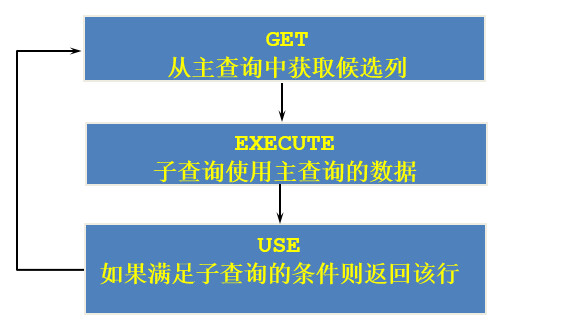 GET
从主查询中获取候选列
EXECUTE
子查询使用主查询的数据
USE
如果满足子查询的条件则返回该行